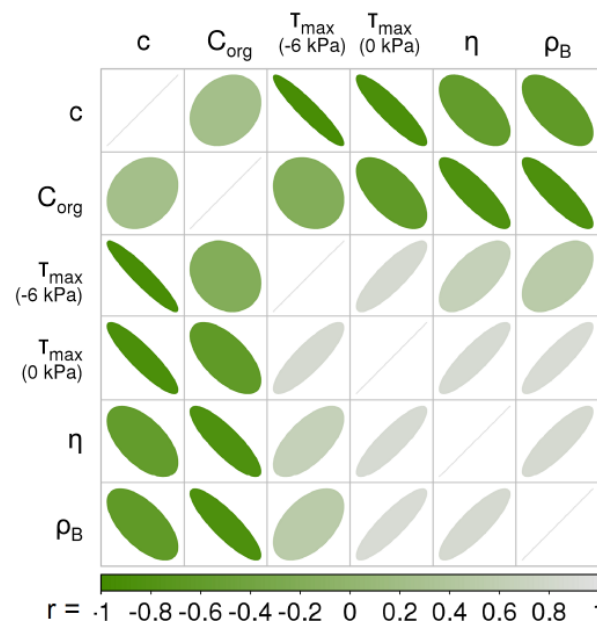 c C_org τ_max (-6 kPa) τ_max (0 kPa) η ρ_B
c
C_org
τ_max
(-6 kPa)
τ_max
(0 kPa)
η
ρ_B
r = -1 -0.8 -0.6 -0.4 -0.2 0 0.2 0.4 0.6 0.8 1